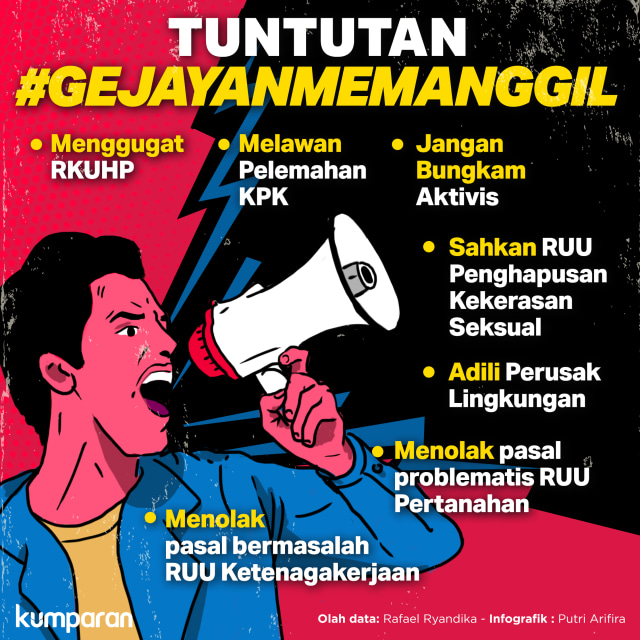 TUNTUTAN
#GEJAYANMEMANGGIL
• Menggugat
RKUHP
• Melawan
Pelemahan
KPK
• Jangan
Bungkam
Aktivis
• Sahkan RUU
Penghapusan
Kekerasan
Seksual
• Adili Perusak
Lingkungan
• Menolak pasal
problematis RUU
Pertanahan
• Menolak
pasal bermasalah
RUU Ketenagakerjaan
kumparan
Olah data: Rafael Ryandika - Infografik : Putri Arifira